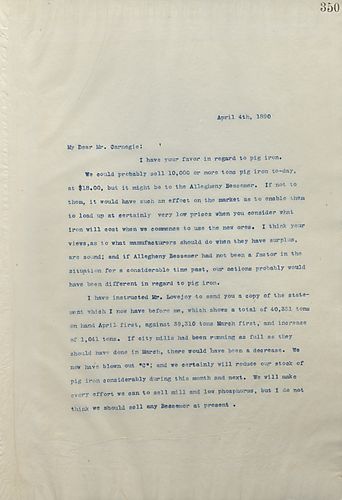 350
April 4th, 1890
My Dear Mr. Carnegie:
I have your favor in regard to pig iron.
We could probably sell 10,000 or more tons pig iron to-day,
at $18.00, but it might be to the Allegheny Bessemer. If not to
them, it would have such an effect on the market as to enable them
to load up at certainly very low prices when you consider what
iron will cost when we commence to use the new ores. I think your
views,as to what manufacturers should do when they have surplus,
are sound; and if Allegheny Bessemer had not been a factor in the
situation for a considerable time past, our actions probably would
have been different in regard to pig iron.
I have instructed Mr. Lovejoy to send you a copy of the state-
ment which I now have before me, which shows a total of 40,351 tons
on hand April first, against 39,310 tons March first, and increase
of 1,041 tons. If city mills had been running as full as they
should have done in March, there would have been a decrease. We
now have blown out "C"; and we certainly will reduce our stock of
pig iron considerably during this month and next. We will make
every effort we can to sell mill and low phosphorus, but I do not
think we should sell any Bessemer at present .